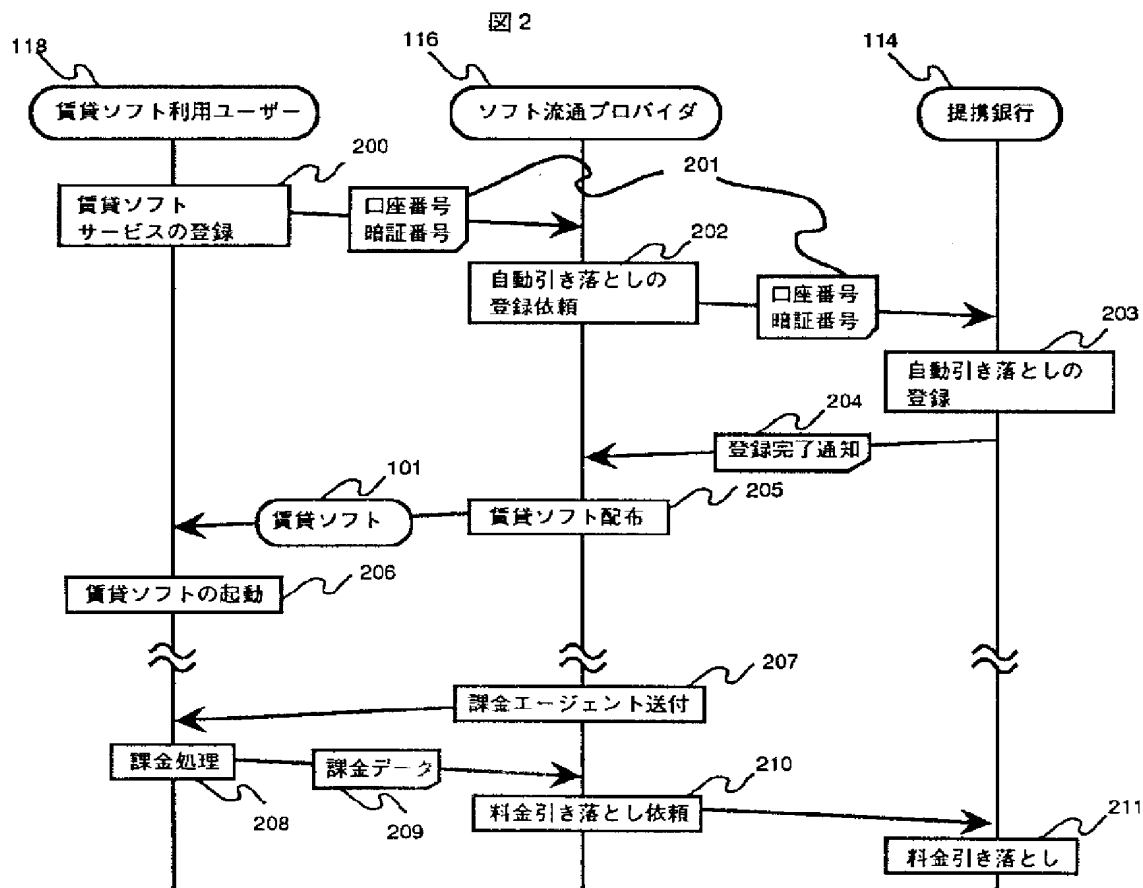 図2
118
116
114
賃貸ソフト利用ユーザー
ソフト流通プロバイダ
提携銀行
200
201
賃貸ソフト
サービスの登録
口座番号
暗証番号
202
自動引き落としの
登録依頼
口座番号
暗証番号
203
自動引き落としの
登録
204
登録完了通知
101
205
賃貸ソフト
賃貸ソフト配布
206
賃貸ソフトの起動
207
課金エージェント送付
課金処理
課金データ
208
209
210
料金引き落とし依頼
211
料金引き落とし